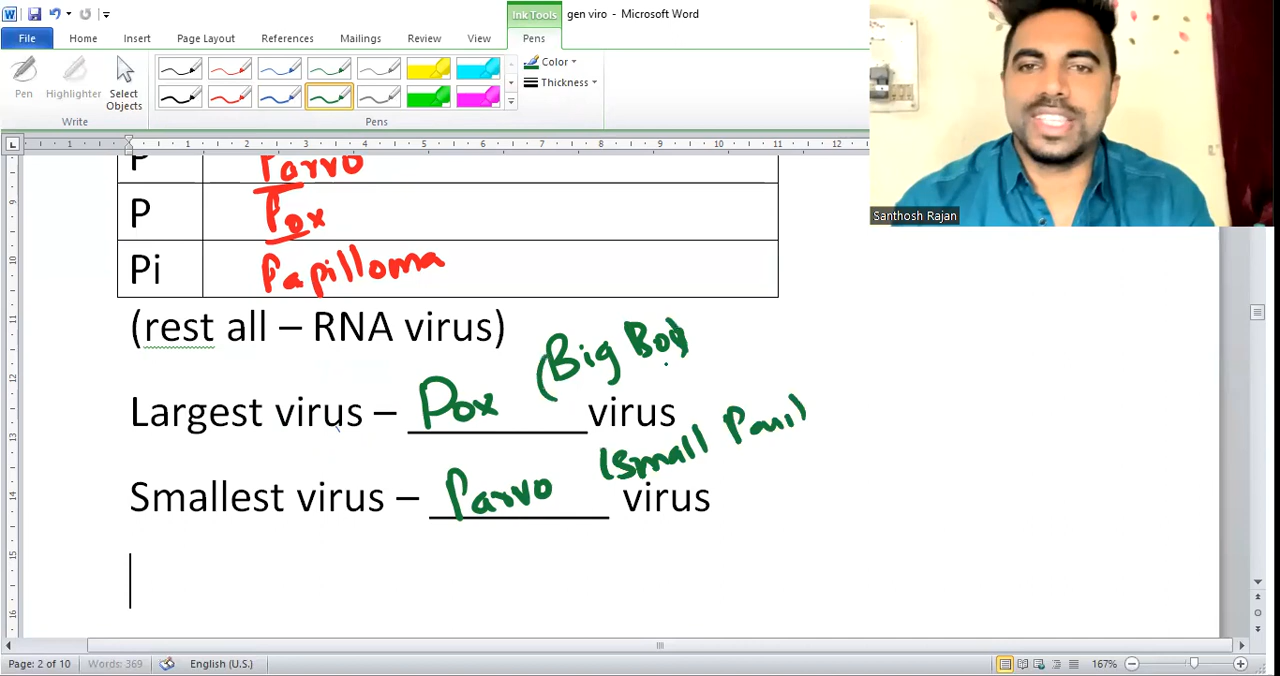 gen viro - Microsoft Word
Ink Tools
File Home Insert Page Layout References Mailings Review View Pens
Pen Highlighter Select Objects
Color
Thickness
Write Pens
Santhosh Rajan
P Parvo
P Pox
Pi Papilloma
(rest all – RNA virus)
Largest virus – Pox virus (Big Box)
Smallest virus – Parvo virus (Small
Page: 2 of 10 Words: 369 English (U.S.) 167%